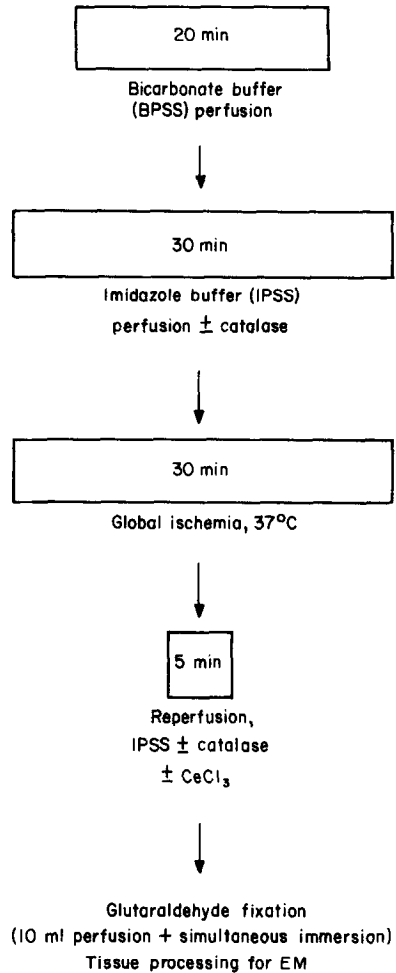 20 min
Bicarbonate buffer
(BPSS) perfusion
30 min
Imidazole buffer (IPSS)
perfusion ± catalase
30 min
Global ischemia, 37°C
5 min
Reperfusion,
IPSS ± catalase
± CeCl₃
Glutaraldehyde fixation
(10 ml perfusion + simultaneous immersion)
Tissue processing for EM